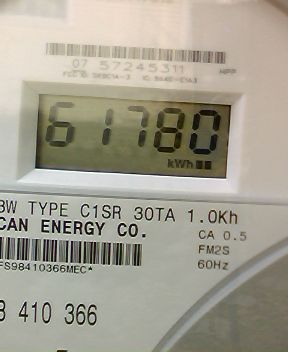 07 57245311
61780
kWh
3W TYPE C1SR 30TA 1.0Kh
CAN ENERGY CO.
CA 0.5
FM2S
FS98410366MEC*
60Hz
410 366